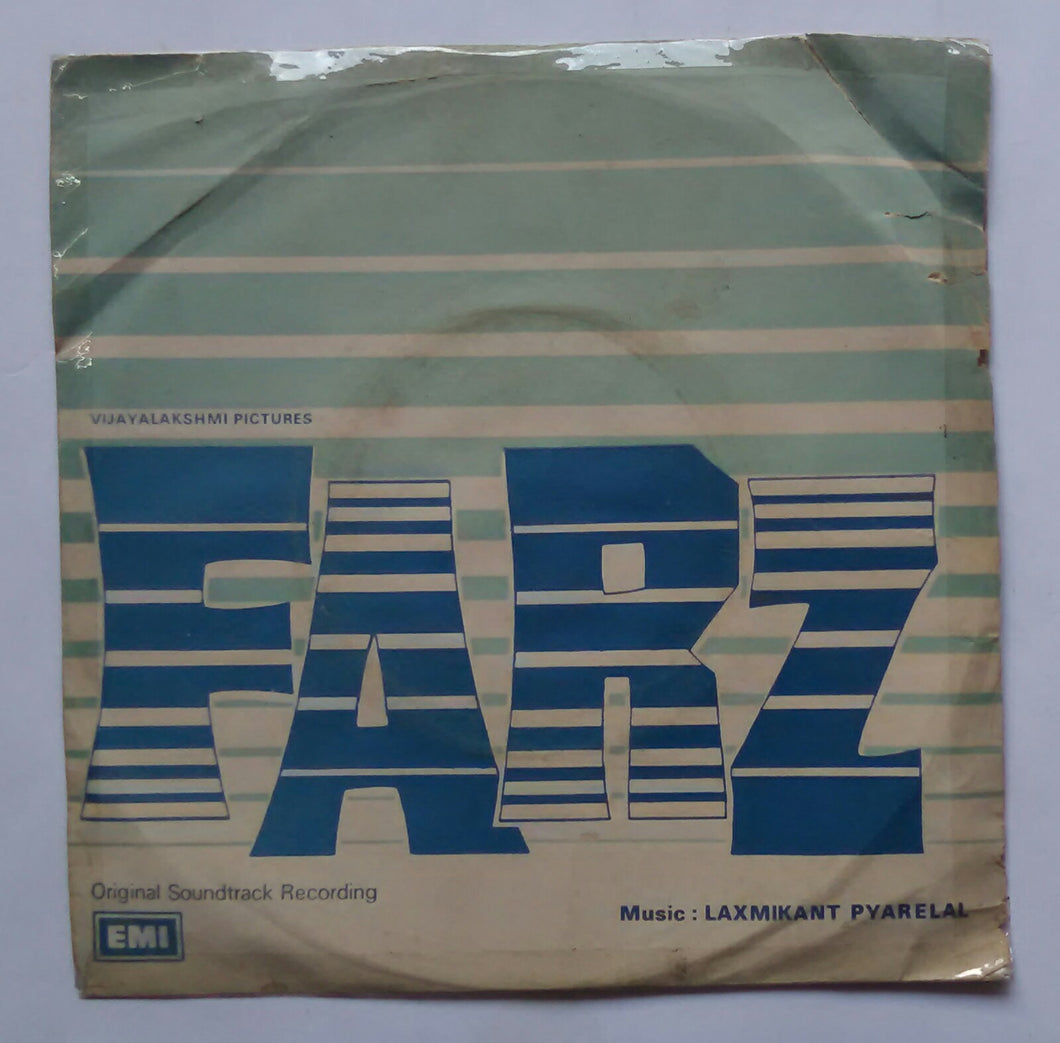 VIJAYALAKSHMI PICTURES
FARZ
Original Soundtrack Recording
EMI
Music : LAXMIKANT PYARELAL